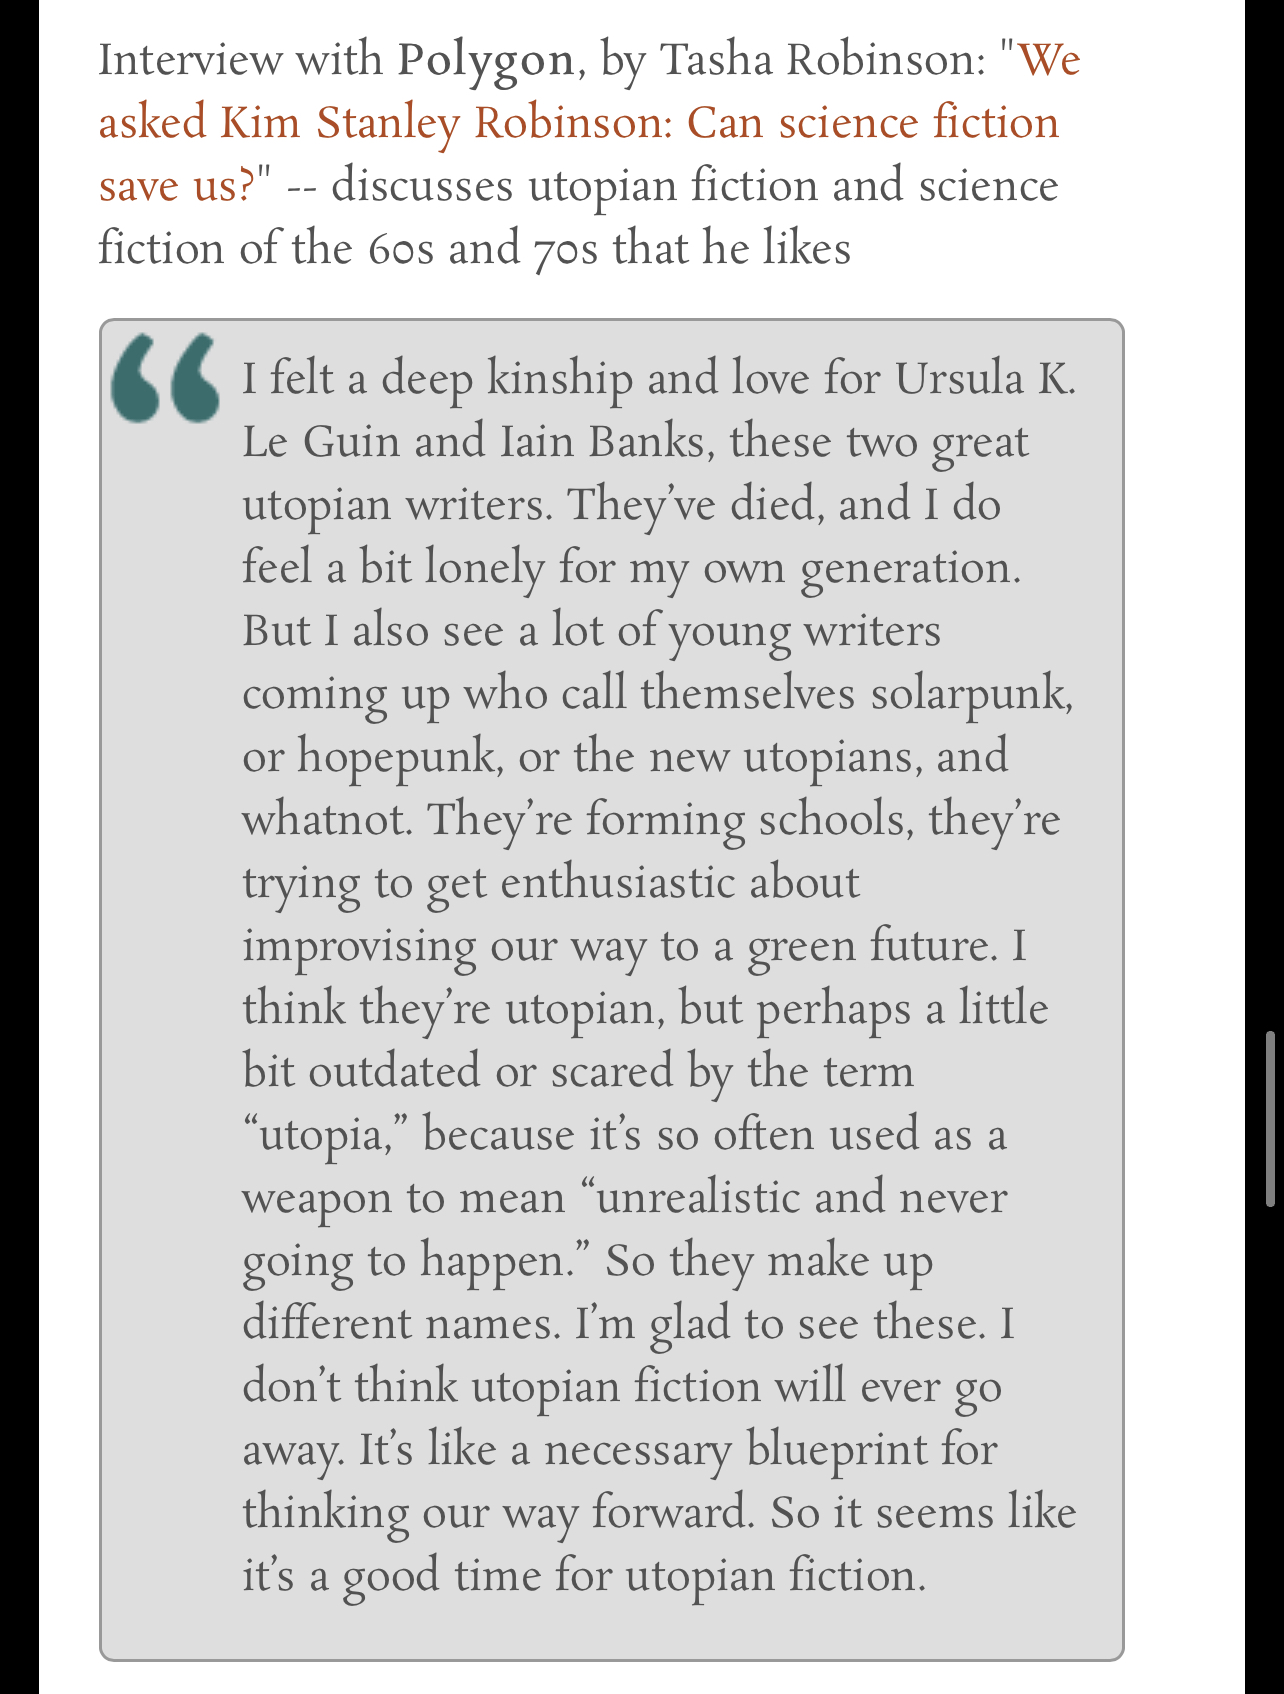 Interview with Polygon, by Tasha Robinson: "We
asked Kim Stanley Robinson: Can science fiction
save us?" -- discusses utopian fiction and science
fiction of the 60s and 70s that he likes
I felt a deep kinship and love for Ursula K.
Le Guin and Iain Banks, these two great
utopian writers. They’ve died, and I do
feel a bit lonely for my own generation.
But I also see a lot of young writers
coming up who call themselves solarpunk,
or hopepunk, or the new utopians, and
whatnot. They’re forming schools, they’re
trying to get enthusiastic about
improvising our way to a green future. I
think they’re utopian, but perhaps a little
bit outdated or scared by the term
“utopia,” because it’s so often used as a
weapon to mean “unrealistic and never
going to happen.” So they make up
different names. I’m glad to see these. I
don’t think utopian fiction will ever go
away. It’s like a necessary blueprint for
thinking our way forward. So it seems like
it’s a good time for utopian fiction.